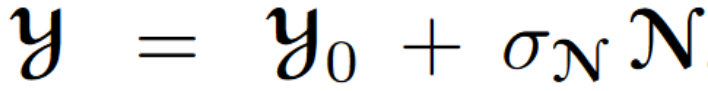 𝓨 = 𝓨₀ + σ_𝓝 𝓝.